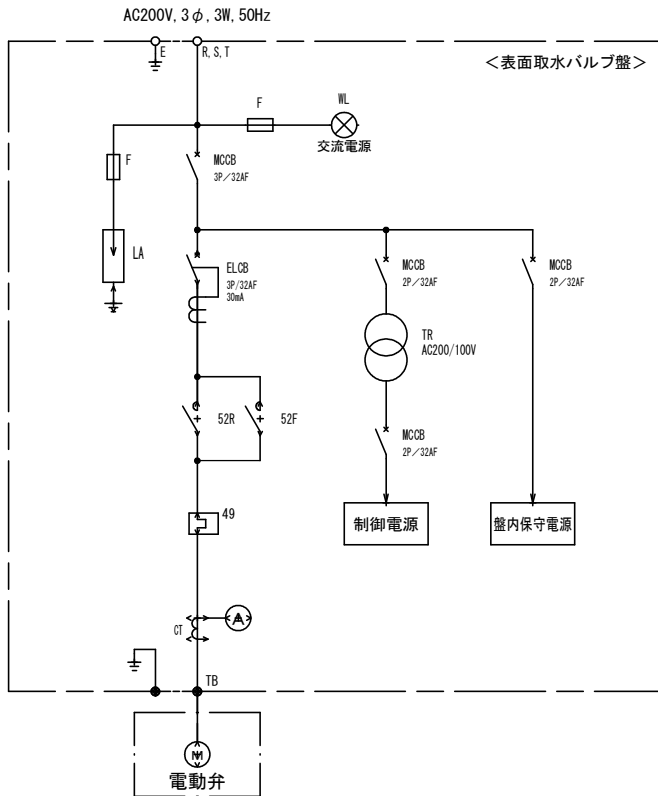 AC200V, 3φ, 3W, 50Hz
E
R, S, T
<表面取水バルブ盤>
F
WL
交流電源
F
MCCB
3P/32AF
LA
ELCB
3P/32AF
30mA
MCCB
2P/32AF
MCCB
2P/32AF
TR
AC200/100V
52R
52F
MCCB
2P/32AF
49
制御電源
盤内保守電源
CT
A
TB
M
電動弁